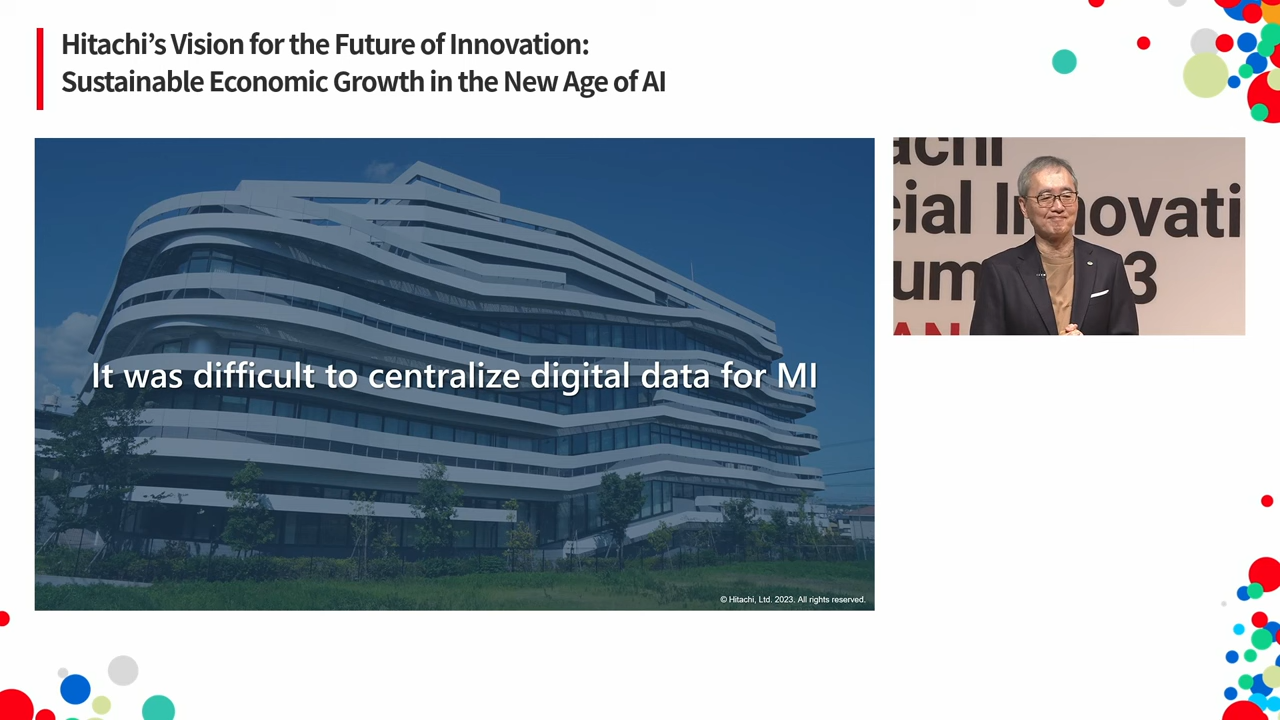 Hitachi’s Vision for the Future of Innovation:
Sustainable Economic Growth in the New Age of AI
It was difficult to centralize digital data for MI
© Hitachi, Ltd. 2023. All rights reserved.
achi
cial Innovati
um 3
AN